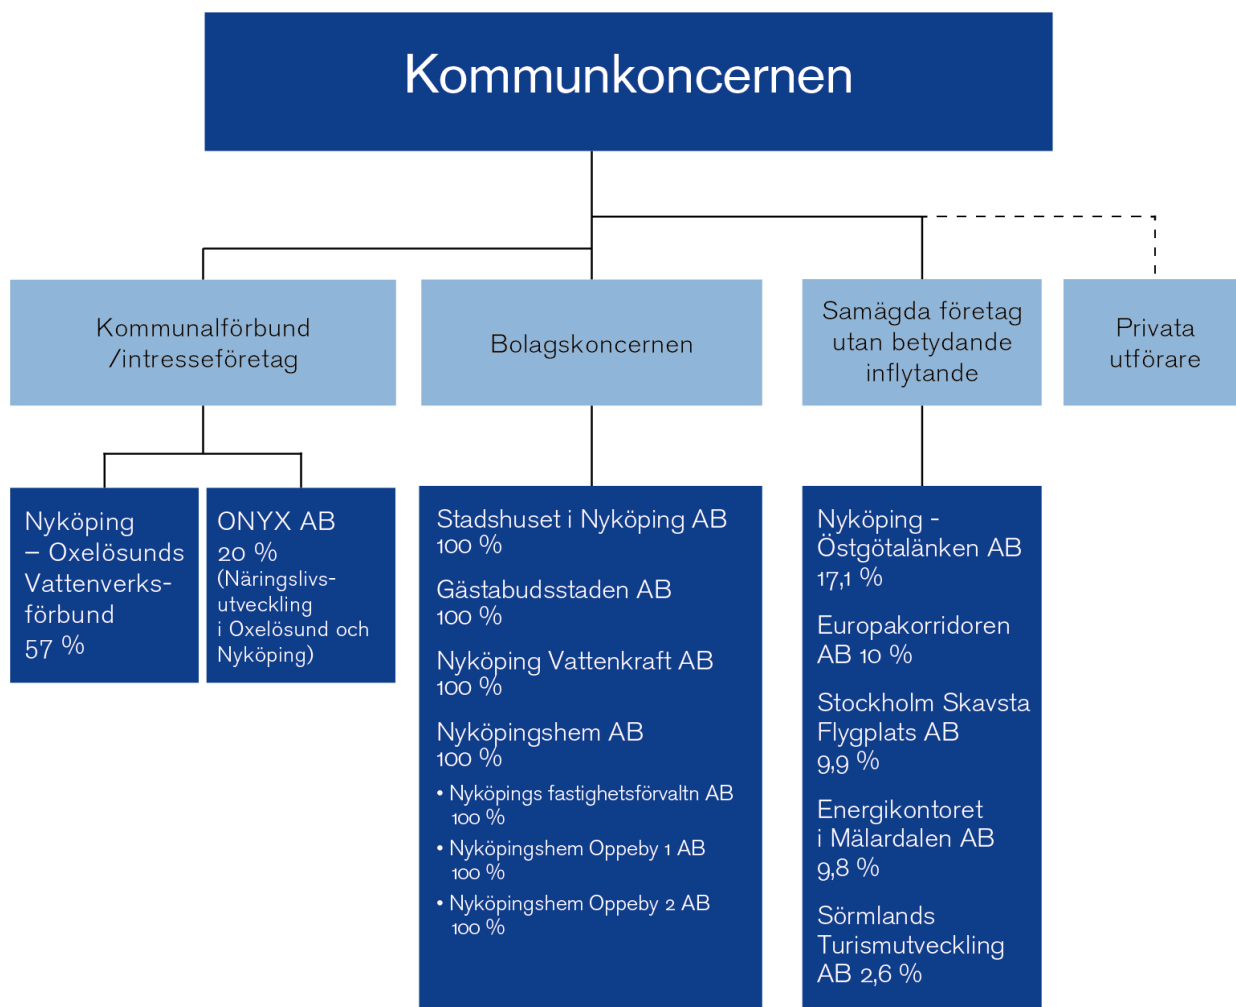 Kommunkoncernen
Kommunalförbund
/intresseföretag
Bolagskoncernen
Samägda företag
utan betydande
inflytande
Privata
utförare
Nyköping
– Oxelösunds
Vattenverks-
förbund
57 %
ONYX AB
20 %
(Näringslivs-
utveckling
i Oxelösund och
Nyköping)
Stadshuset i Nyköping AB
100 %
Gästabudsstaden AB
100 %
Nyköping Vattenkraft AB
100 %
Nyköpingshem AB
100 %
• Nyköpings fastighetsförvaltn AB
100 %
• Nyköpingshem Oppeby 1 AB
100 %
• Nyköpingshem Oppeby 2 AB
100 %
Nyköping -
Östgötalänken AB
17,1 %
Europakorridoren
AB 10 %
Stockholm Skavsta
Flygplats AB
9,9 %
Energikontoret
i Mälardalen AB
9,8 %
Sörmlands
Turismutveckling
AB 2,6 %